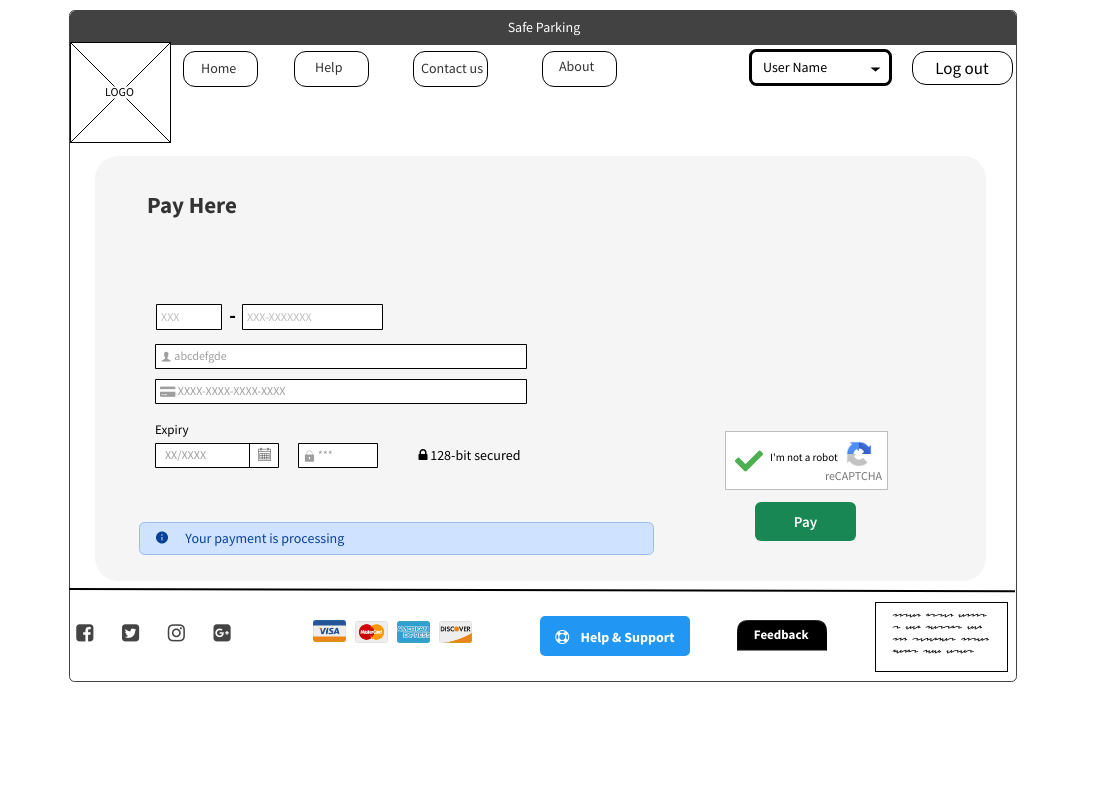 Safe Parking
LOGO
Home
Help
Contact us
About
User Name
Log out
Pay Here
XXX
-
XXX-XXXXXXX
abcdefgde
XXXX-XXXX-XXXX-XXXX
Expiry
XX/XXXX
***
128-bit secured
I'm not a robot
reCAPTCHA
Pay
Your payment is processing
VISA
MasterCard
AMERICAN EXPRESS
DISCOVER
Help & Support
Feedback